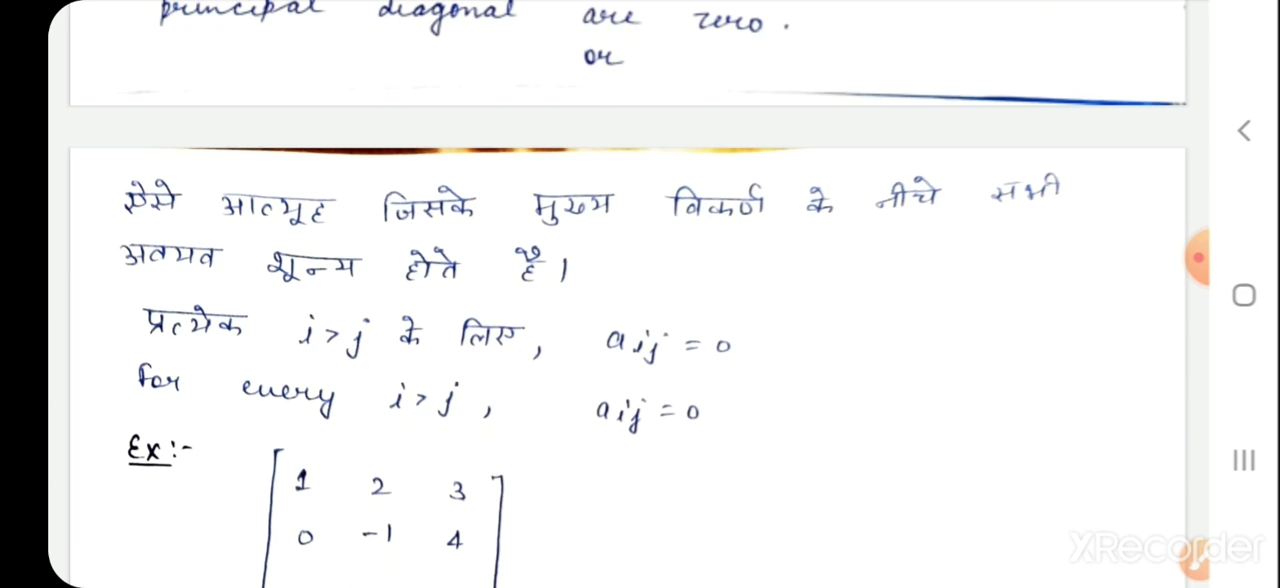 principal diagonal are zero.
or
ऐसे आव्यूह जिसके मुख्य विकर्ण के नीचे सभी
अवयव शून्य होते है।
प्रत्येक i > j के लिए, aij = 0
for every i > j, aij = 0
Ex:-
1 2 3
0 -1 4
XRecorder